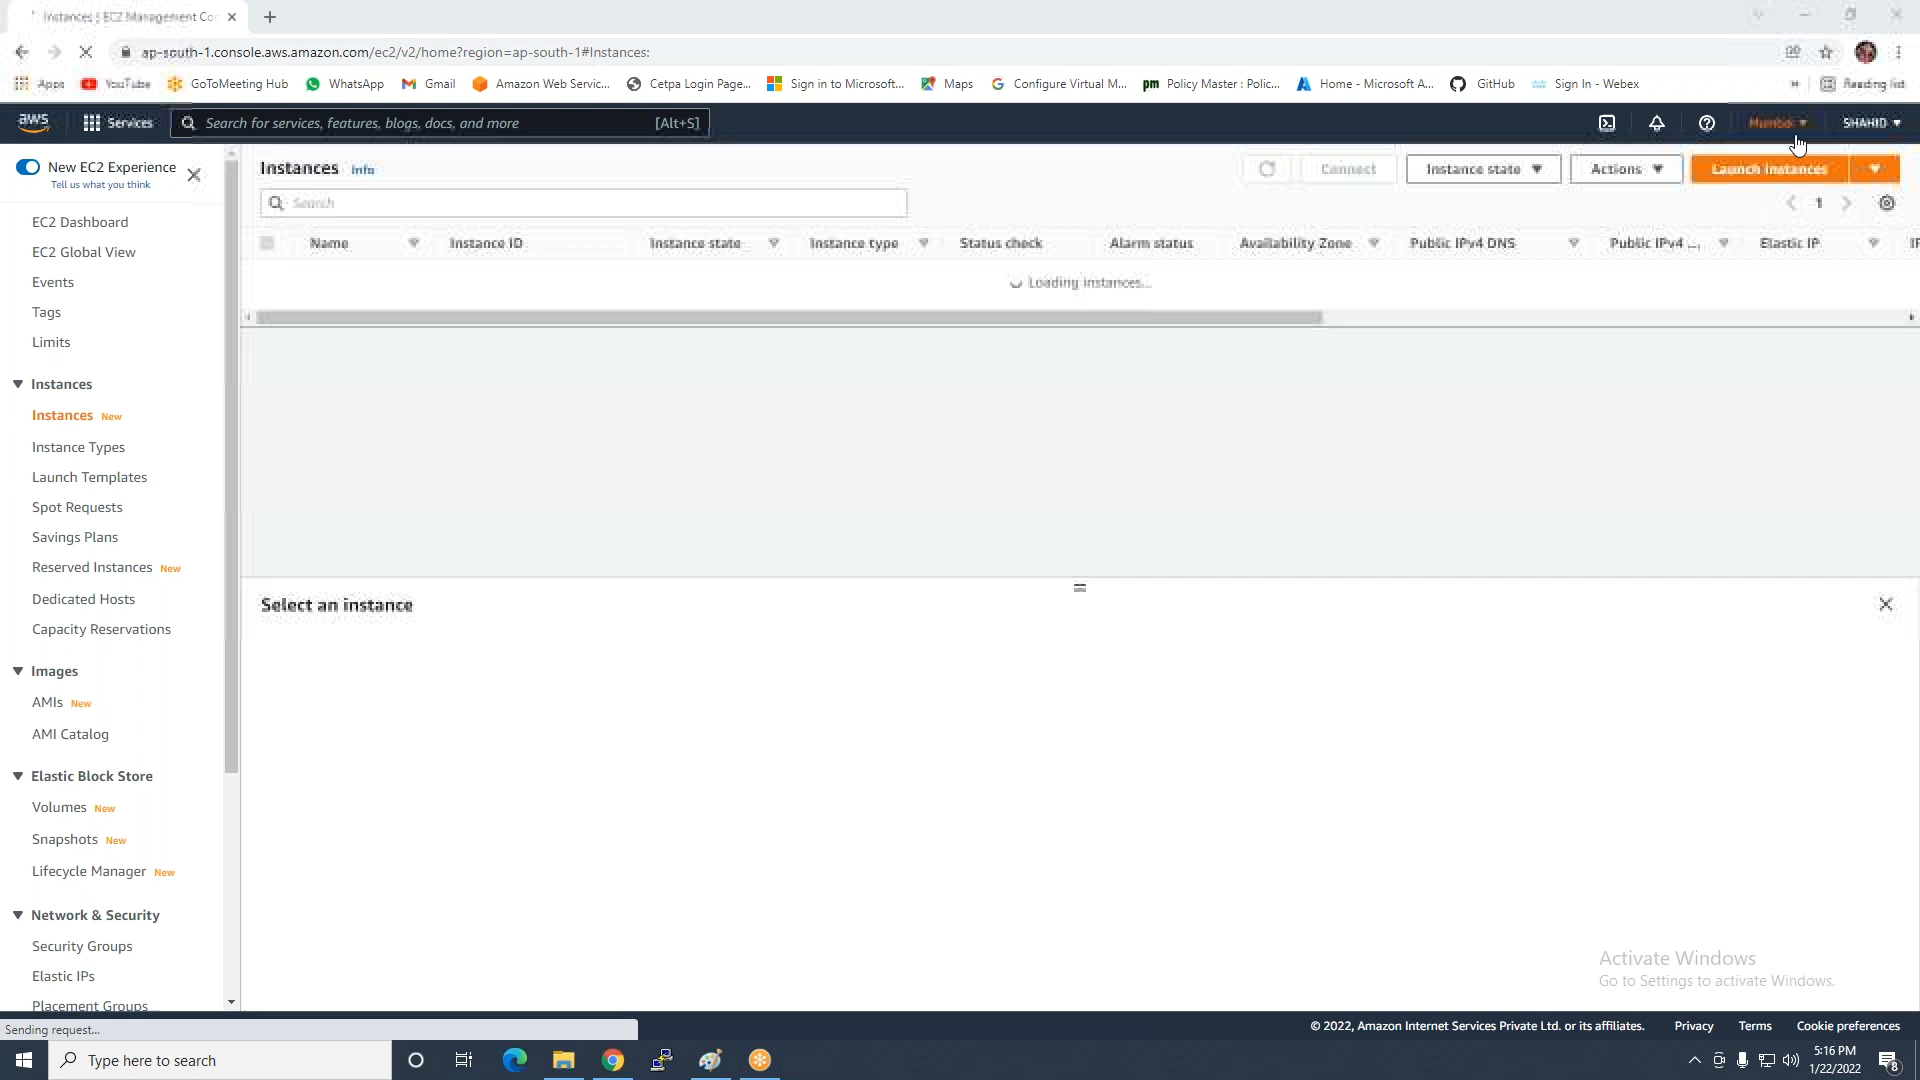 Instances | EC2 Management Con
ap-south-1.console.aws.amazon.com/ec2/v2/home?region=ap-south-1#Instances:
Apps YouTube GoToMeeting Hub WhatsApp Gmail Amazon Web Servic... Cetpa Login Page... Sign in to Microsoft... Maps Configure Virtual M... pm Policy Master : Polic... Home - Microsoft A... GitHub Sign In - Webex » Reading list
aws Services Search for services, features, blogs, docs, and more [Alt+S] Mumbai SHAHID
New EC2 Experience
Tell us what you think
Instances Info Connect Instance state Actions Launch instances
Search 1
EC2 Dashboard
Name Instance ID Instance state Instance type Status check Alarm status Availability Zone Public IPv4 DNS Public IPv4 ... Elastic IP IP
EC2 Global View
Events
Loading instances...
Tags
Limits
Instances
Instances New
Instance Types
Launch Templates
Spot Requests
Savings Plans
Reserved Instances New
Dedicated Hosts
Capacity Reservations
Select an instance
Images
AMIs New
AMI Catalog
Elastic Block Store
Volumes New
Snapshots New
Lifecycle Manager New
Network & Security
Security Groups
Elastic IPs
Placement Groups
Activate Windows
Go to Settings to activate Windows.
Sending request...
© 2022, Amazon Internet Services Private Ltd. or its affiliates. Privacy Terms Cookie preferences
Type here to search
5:16 PM
1/22/2022
8